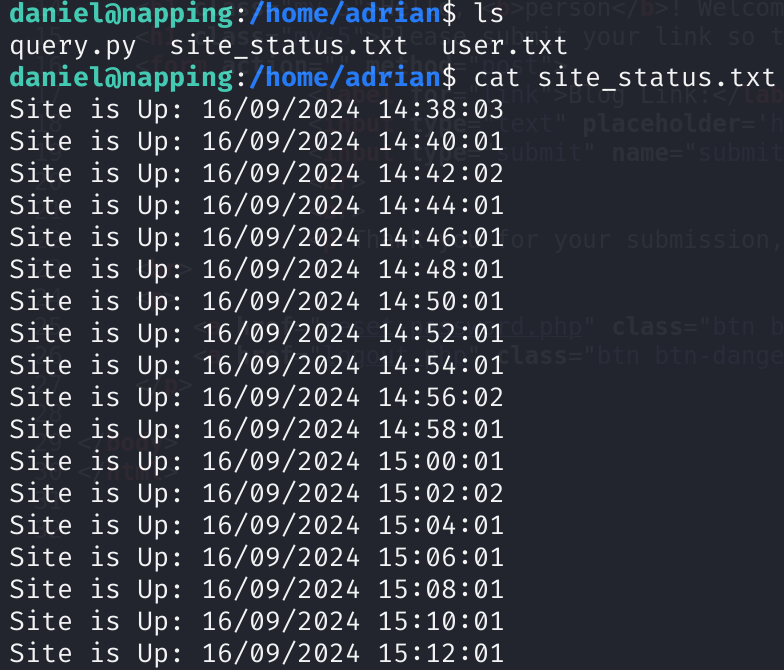 daniel@napping:/home/adrian$ ls
query.py  site_status.txt  user.txt
daniel@napping:/home/adrian$ cat site_status.txt
Site is Up: 16/09/2024 14:38:03
Site is Up: 16/09/2024 14:40:01
Site is Up: 16/09/2024 14:42:02
Site is Up: 16/09/2024 14:44:01
Site is Up: 16/09/2024 14:46:01
Site is Up: 16/09/2024 14:48:01
Site is Up: 16/09/2024 14:50:01
Site is Up: 16/09/2024 14:52:01
Site is Up: 16/09/2024 14:54:01
Site is Up: 16/09/2024 14:56:02
Site is Up: 16/09/2024 14:58:01
Site is Up: 16/09/2024 15:00:01
Site is Up: 16/09/2024 15:02:02
Site is Up: 16/09/2024 15:04:01
Site is Up: 16/09/2024 15:06:01
Site is Up: 16/09/2024 15:08:01
Site is Up: 16/09/2024 15:10:01
Site is Up: 16/09/2024 15:12:01